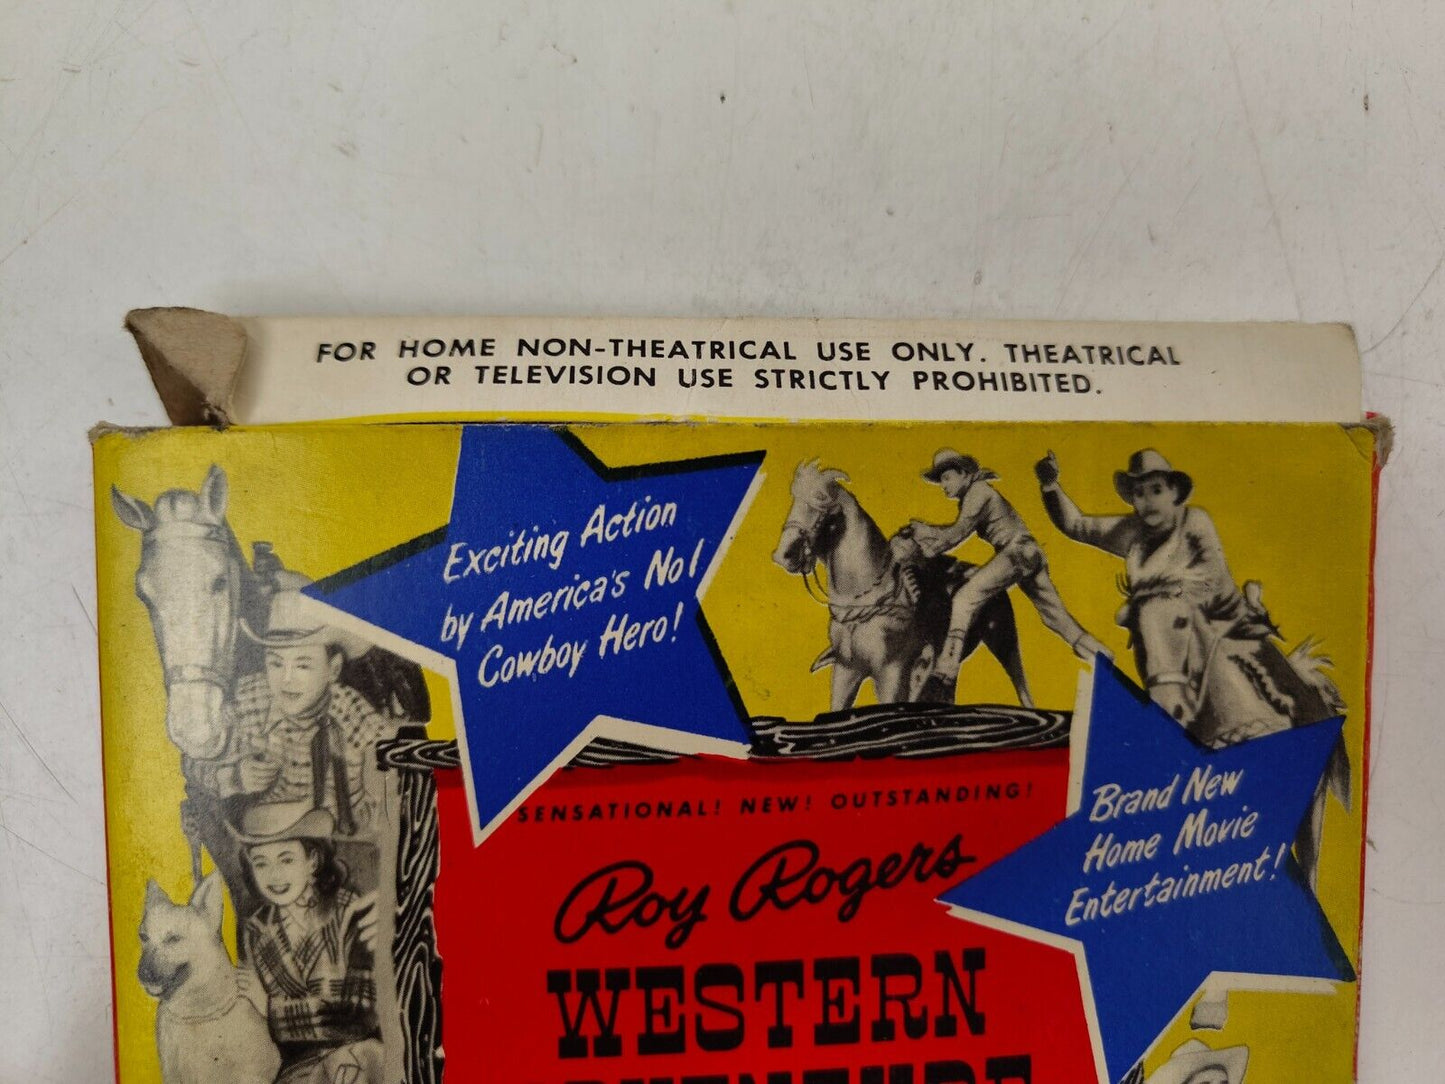 FOR HOME NON-THEATRICAL USE ONLY. THEATRICAL
OR TELEVISION USE STRICTLY PROHIBITED.
Exciting Action
by America's No1
Cowboy Hero!
SENSATIONAL! NEW! OUTSTANDING!
Brand New
Home Movie
Entertainment!
Roy Rogers
WESTERN